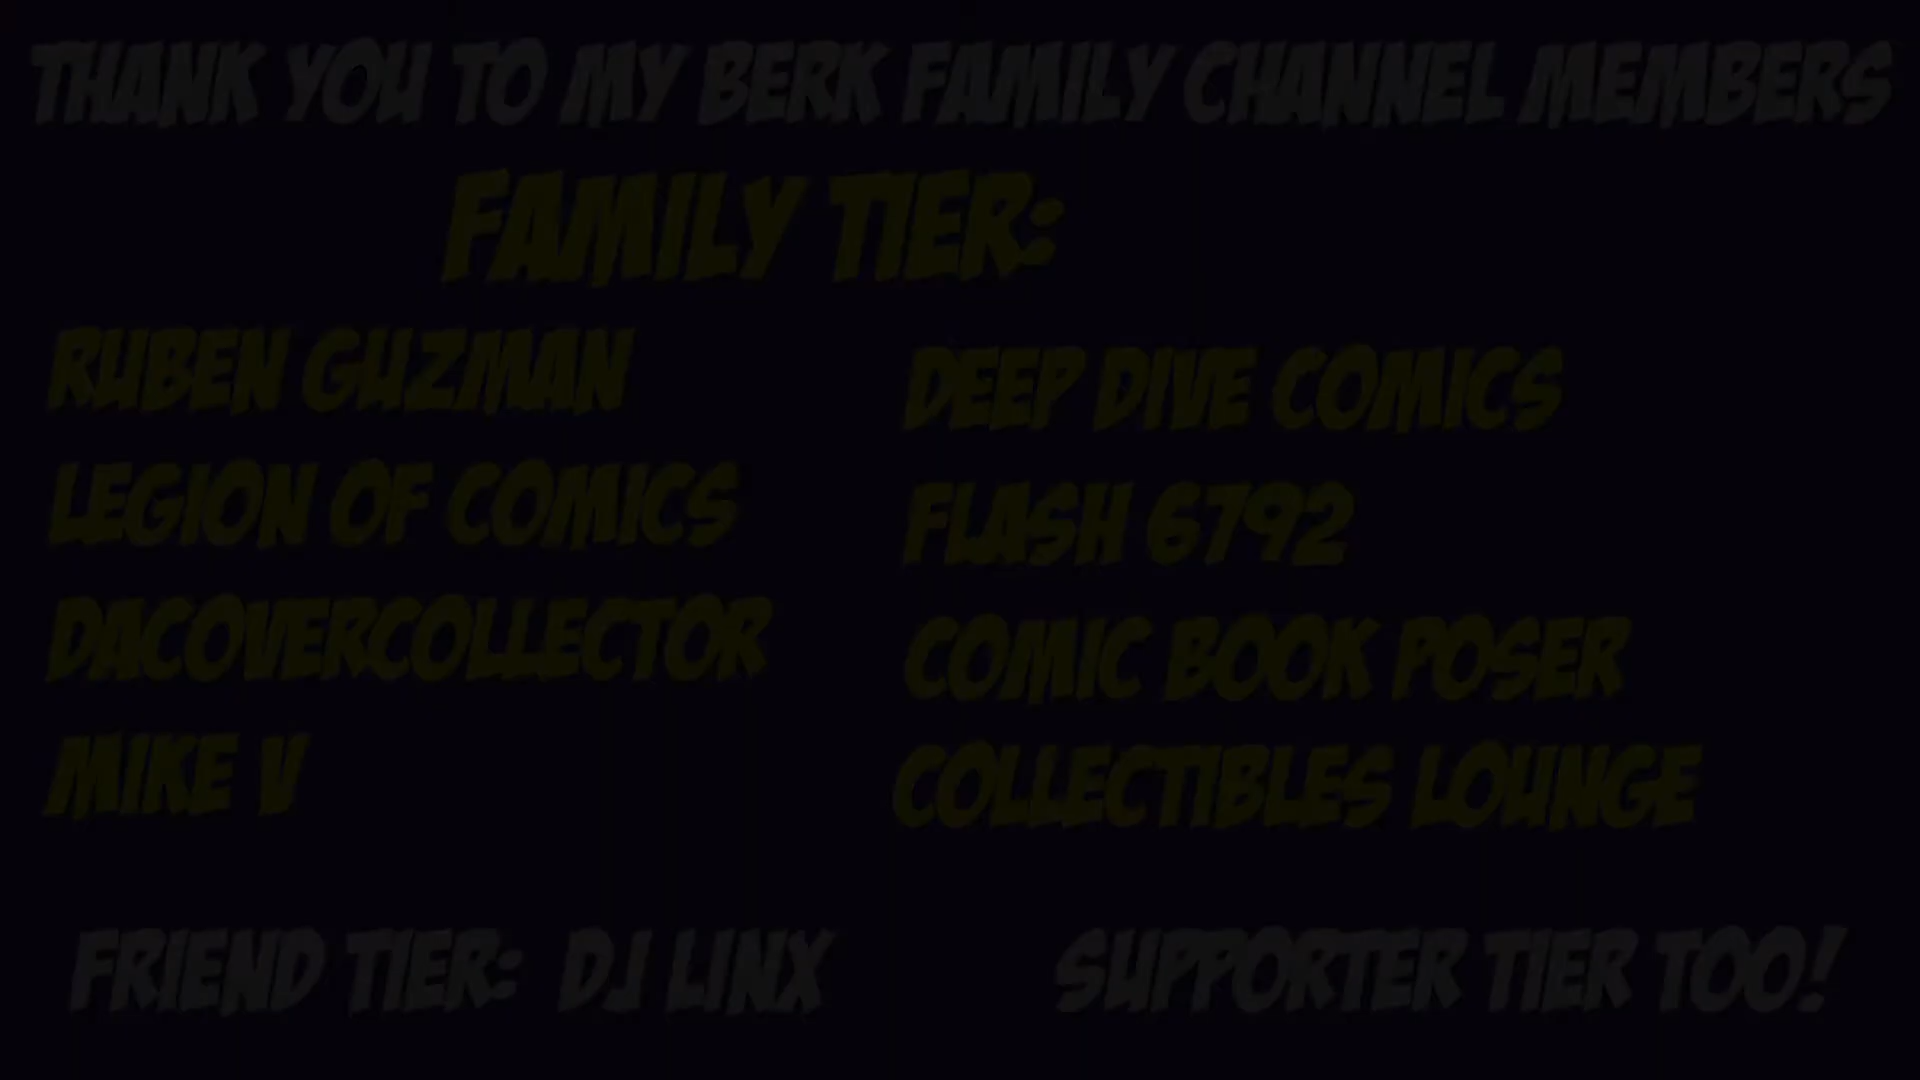 THANK YOU TO MY BERK FAMILY CHANNEL MEMBERS
FAMILY TIER:
RUBEN GUZMAN
LEGION OF COMICS
DACOVERCOLLECTOR
MIKE V
DEEP DIVE COMICS
FLASH 6792
COMIC BOOK POSER
COLLECTIBLES LOUNGE
FRIEND TIER: DJ LINX
SUPPORTER TIER TOO!